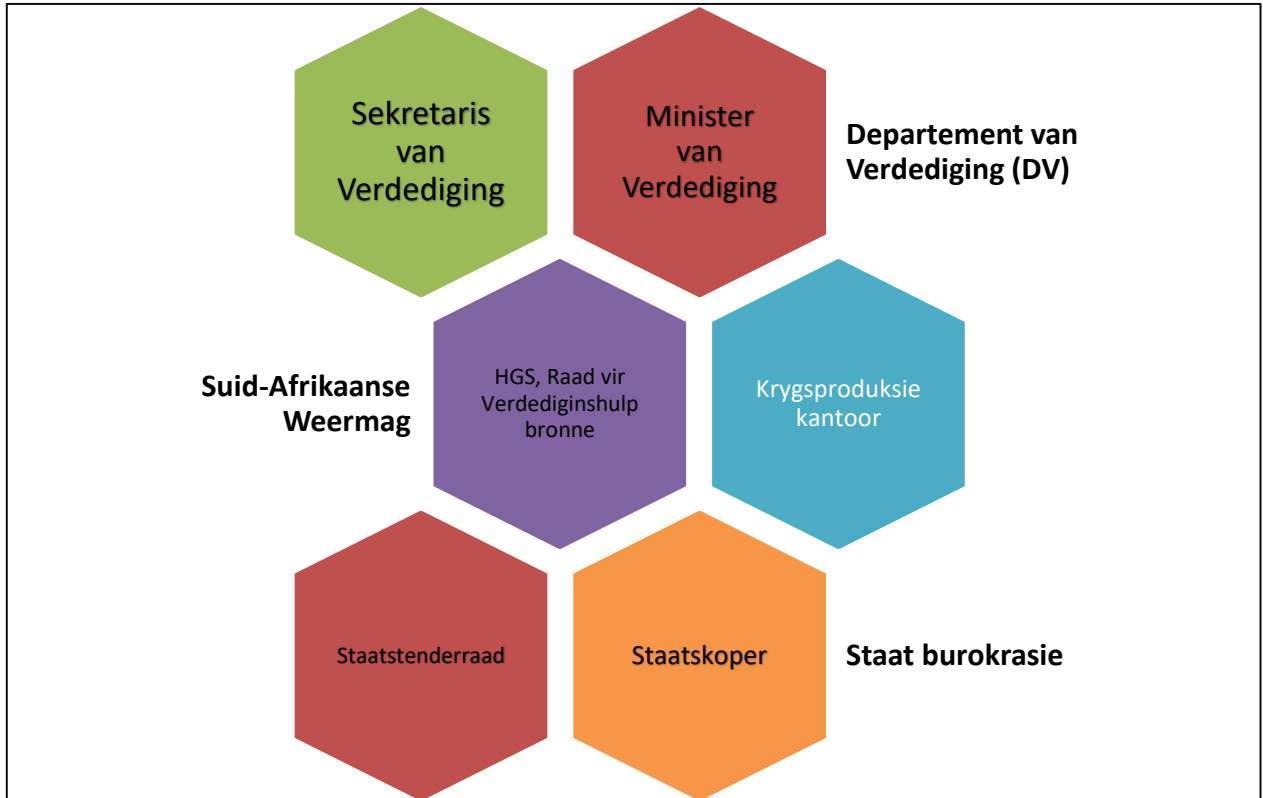 Sekretaris
van
Verdediging
Minister
van
Verdediging
Departement van
Verdediging (DV)
Suid-Afrikaanse
Weermag
HGS, Raad vir
Verdediginshulp
bronne
Krygsproduksie
kantoor
Staatstenderraad
Staatskoper
Staat burokrasie